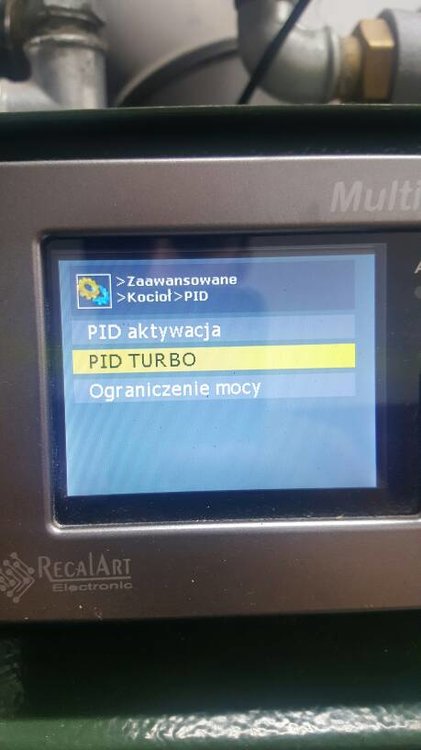 Multi
>Zaawansowane
>Kocioł>PID
PID aktywacja
PID TURBO
Ograniczenie mocy
RecalArt
Electronic